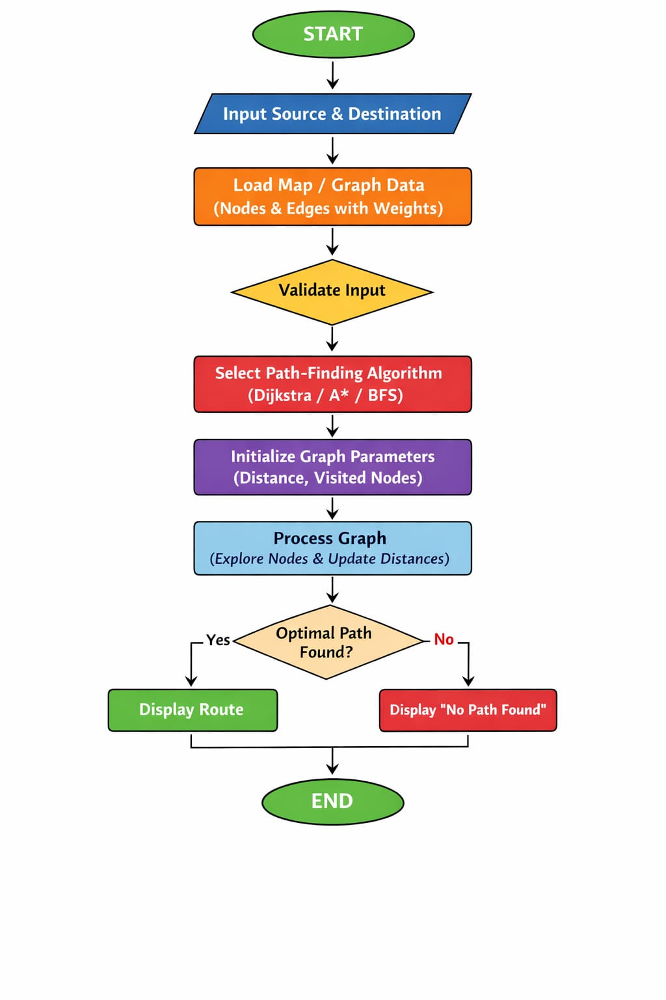 START
Input Source & Destination
Load Map / Graph Data
(Nodes & Edges with Weights)
Validate Input
Select Path-Finding Algorithm
(Dijkstra / A* / BFS)
Initialize Graph Parameters
(Distance, Visited Nodes)
Process Graph
(Explore Nodes & Update Distances)
Optimal Path
Found?
Yes
No
Display Route
Display "No Path Found"
END